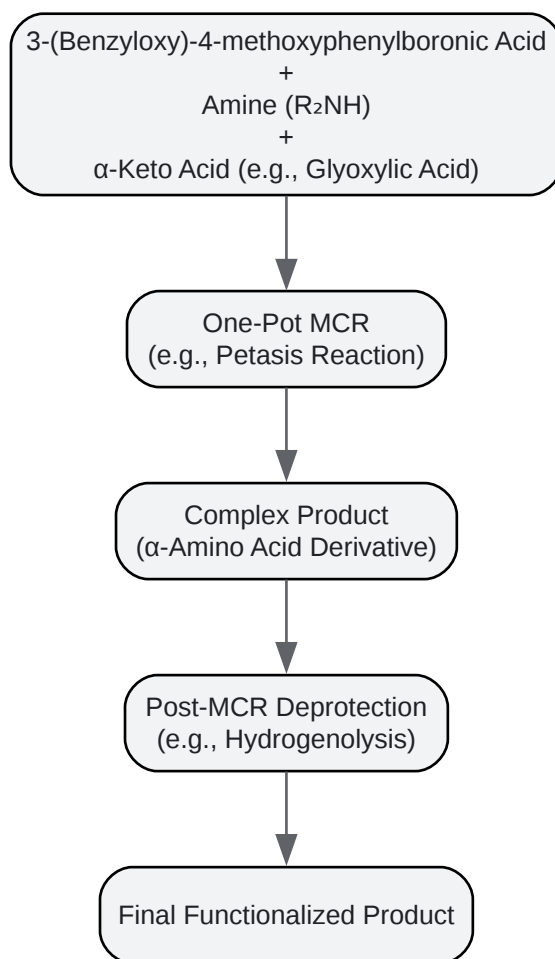 3-(Benzyloxy)-4-methoxyphenylboronic Acid
+
Amine (R₂NH)
+
α-Keto Acid (e.g., Glyoxylic Acid)
One-Pot MCR
(e.g., Petasis Reaction)
Complex Product
(α-Amino Acid Derivative)
Post-MCR Deprotection
(e.g., Hydrogenolysis)
Final Functionalized Product